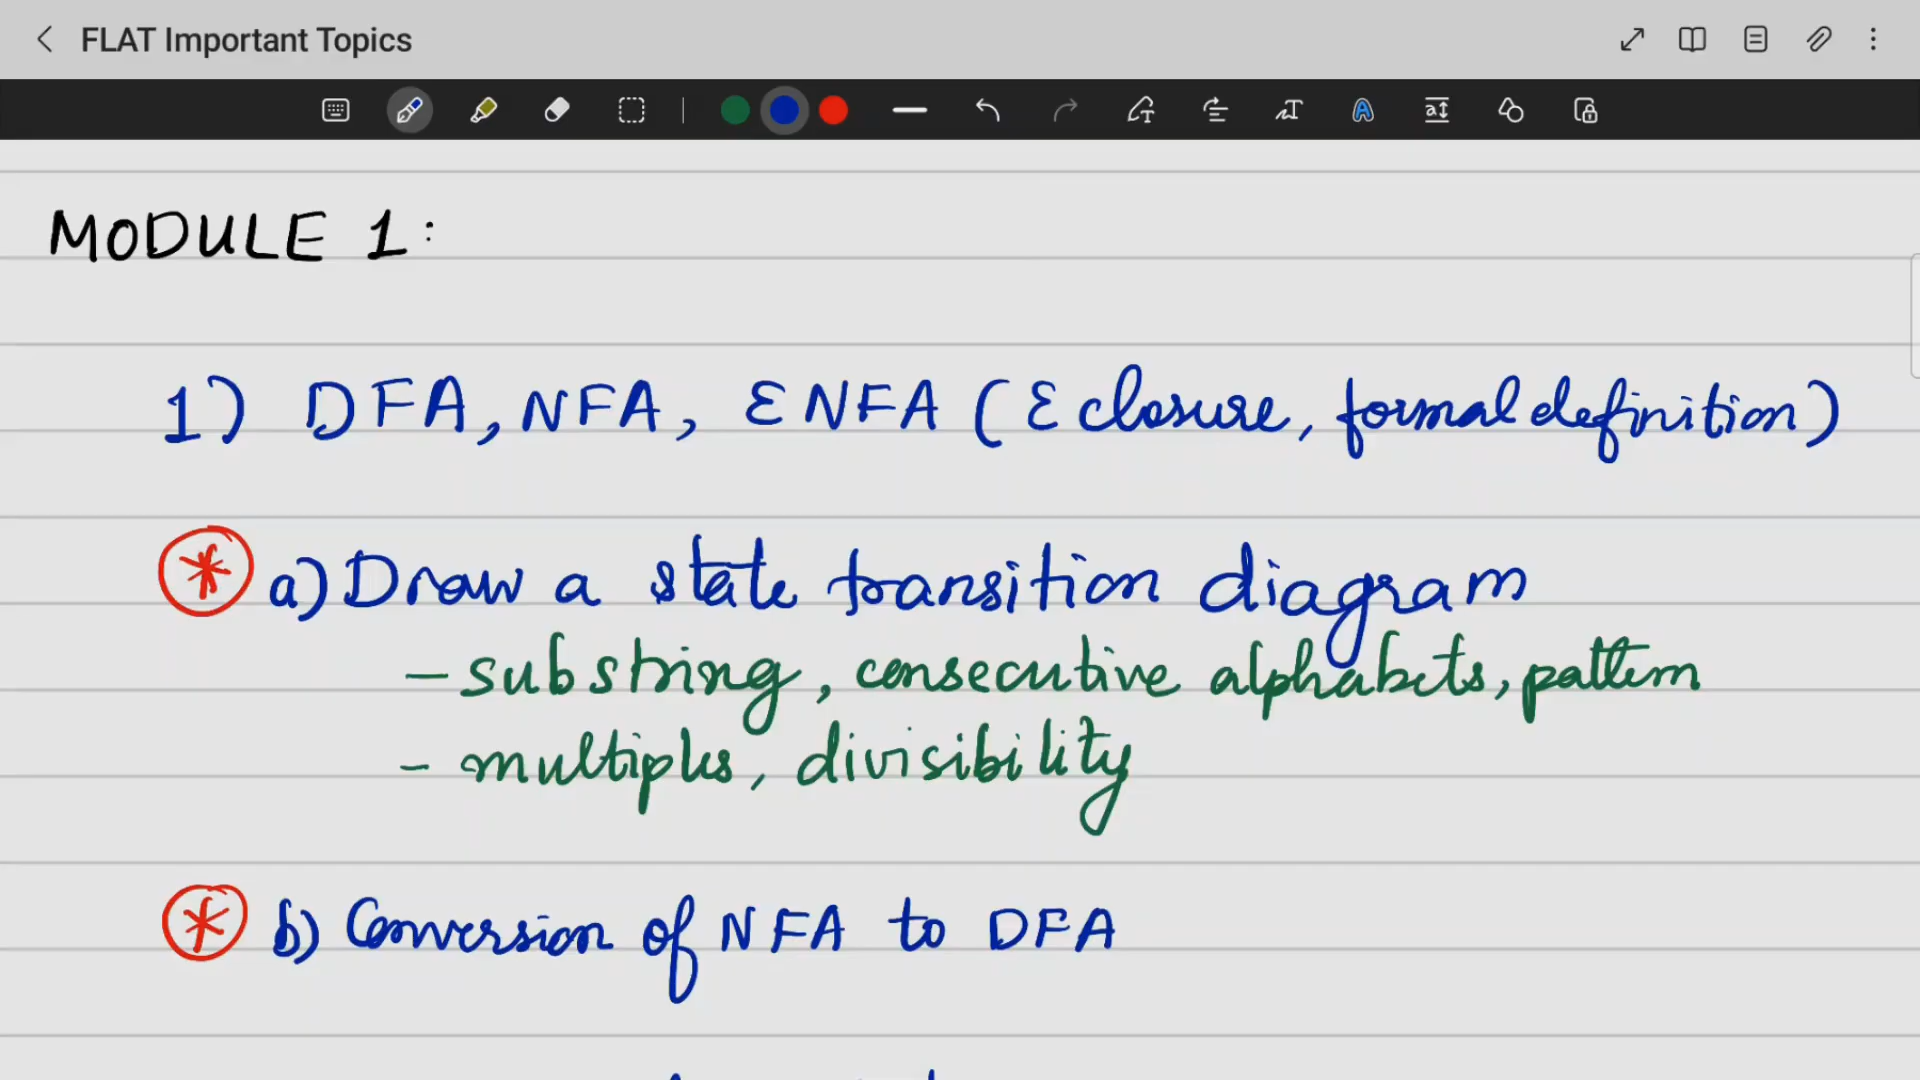 FLAT Important Topics
MODULE 1:
1) DFA, NFA, ƐNFA (Ɛ closure, formal definition)
* a) Draw a state transition diagram
- substring, consecutive alphabets, pattern
- multiples, divisibility
* b) Conversion of NFA to DFA